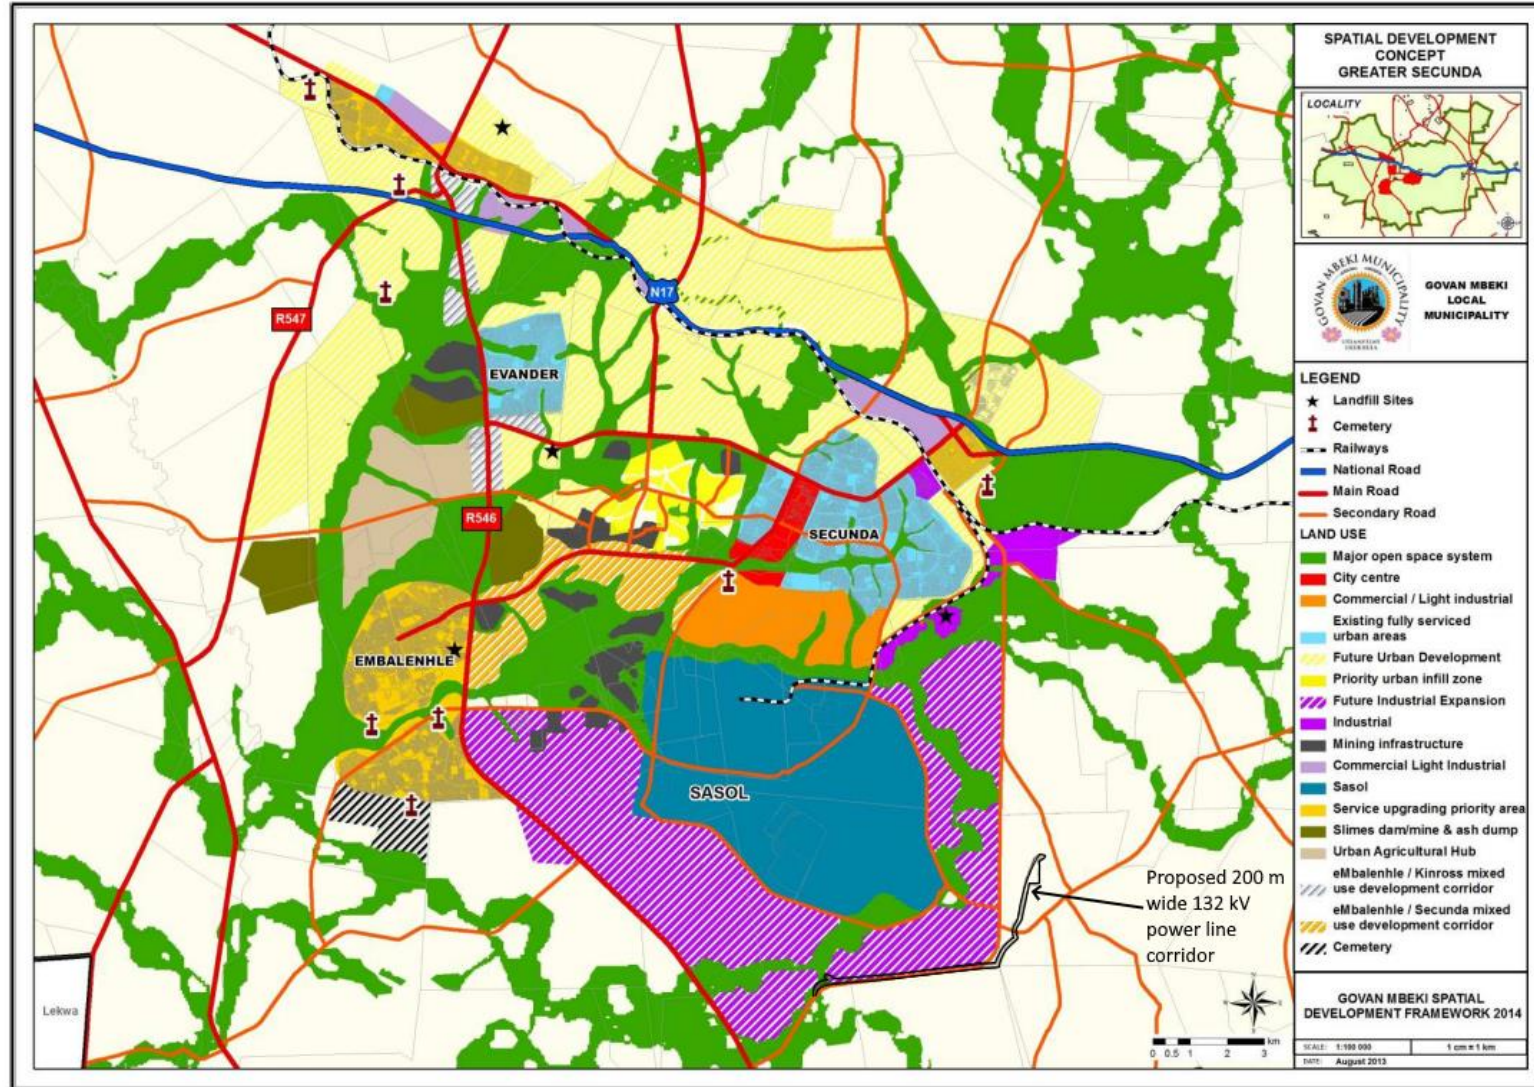 SPATIAL DEVELOPMENT
CONCEPT
GREATER SECUNDA
LOCALITY
GOVAN MBEKI MUNICIPALITY
GOVAN MBEKI
LOCAL
MUNICIPALITY
LEGEND
Landfill Sites
Cemetery
Railways
National Road
Main Road
Secondary Road
LAND USE
Major open space system
City centre
Commercial / Light industrial
Existing fully serviced
urban areas
Future Urban Development
Priority urban infill zone
Future Industrial Expansion
Industrial
Mining infrastructure
Commercial Light Industrial
Sasol
Service upgrading priority area
Slimes dam/mine & ash dump
Urban Agricultural Hub
eMbalenhle / Kinross mixed
use development corridor
eMbalenhle / Secunda mixed
use development corridor
Cemetery
GOVAN MBEKI SPATIAL
DEVELOPMENT FRAMEWORK 2014
SCALE: 1:100 000
1 cm = 1 km
DATE: August 2013
N17
R547
EVANDER
R546
SECUNDA
EMBALENHLE
SASOL
Proposed 200 m
wide 132 kV
power line
corridor
Lekwa
km
0 0.5 1 2 3